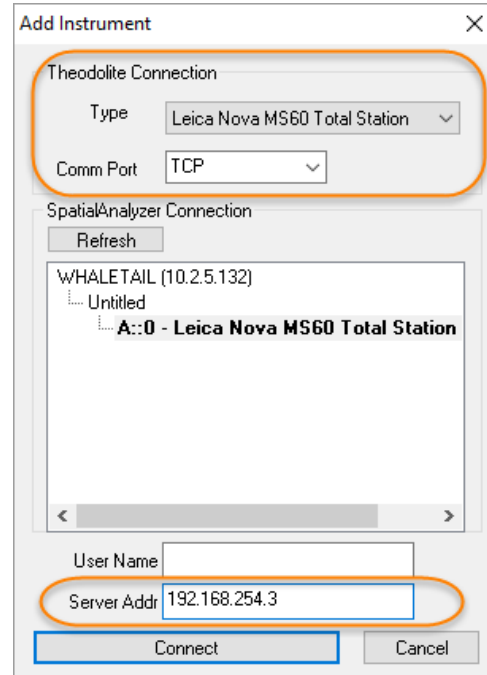 Add Instrument
Theodolite Connection
Type Leica Nova MS60 Total Station
Comm Port TCP
SpatialAnalyzer Connection
Refresh
WHALETAIL (10.2.5.132)
Untitled
A::0 - Leica Nova MS60 Total Station
User Name
Server Addr 192.168.254.3
Connect Cancel